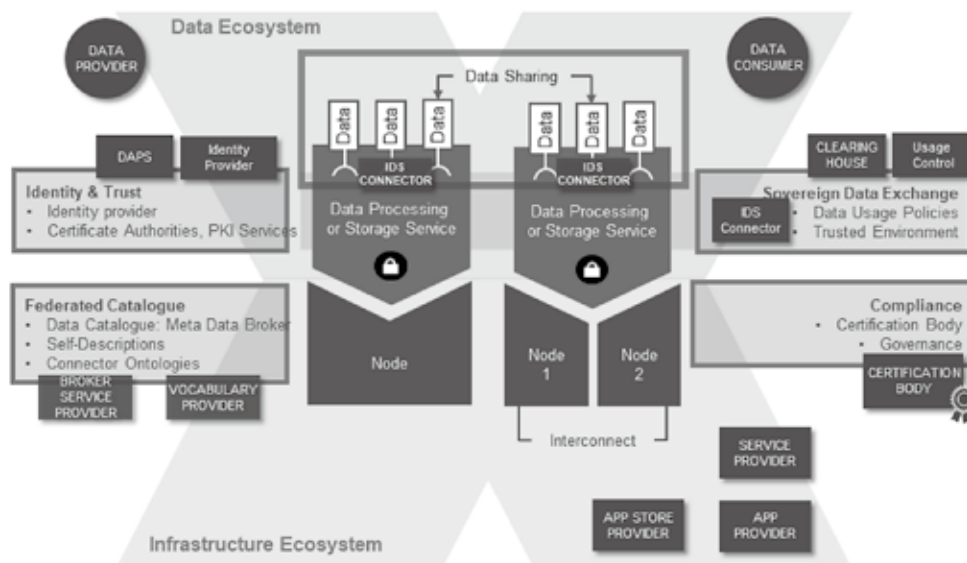 Data Ecosystem
DATA
PROVIDER
DATA
CONSUMER
Data Sharing
Data
Data
Data
Data
Data
Data
IDS
CONNECTOR
IDS
CONNECTOR
Data Processing
or Storage Service
Data Processing
or Storage Service
DAPS
Identity
Provider
Identity & Trust
• Identity provider
• Certificate Authorities, PKI Services
CLEARING
HOUSE
Usage
Control
Sovereign Data Exchange
• Data Usage Policies
• Trusted Environment
IDS
Connector
Federated Catalogue
• Data Catalogue: Meta Data Broker
• Self-Descriptions
• Connector Ontologies
BROKER
SERVICE
PROVIDER
VOCABULARY
PROVIDER
Node
Node
1
Node
2
Interconnect
Compliance
• Certification Body
• Governance
CERTIFICATION
BODY
SERVICE
PROVIDER
APP STORE
PROVIDER
APP
PROVIDER
Infrastructure Ecosystem